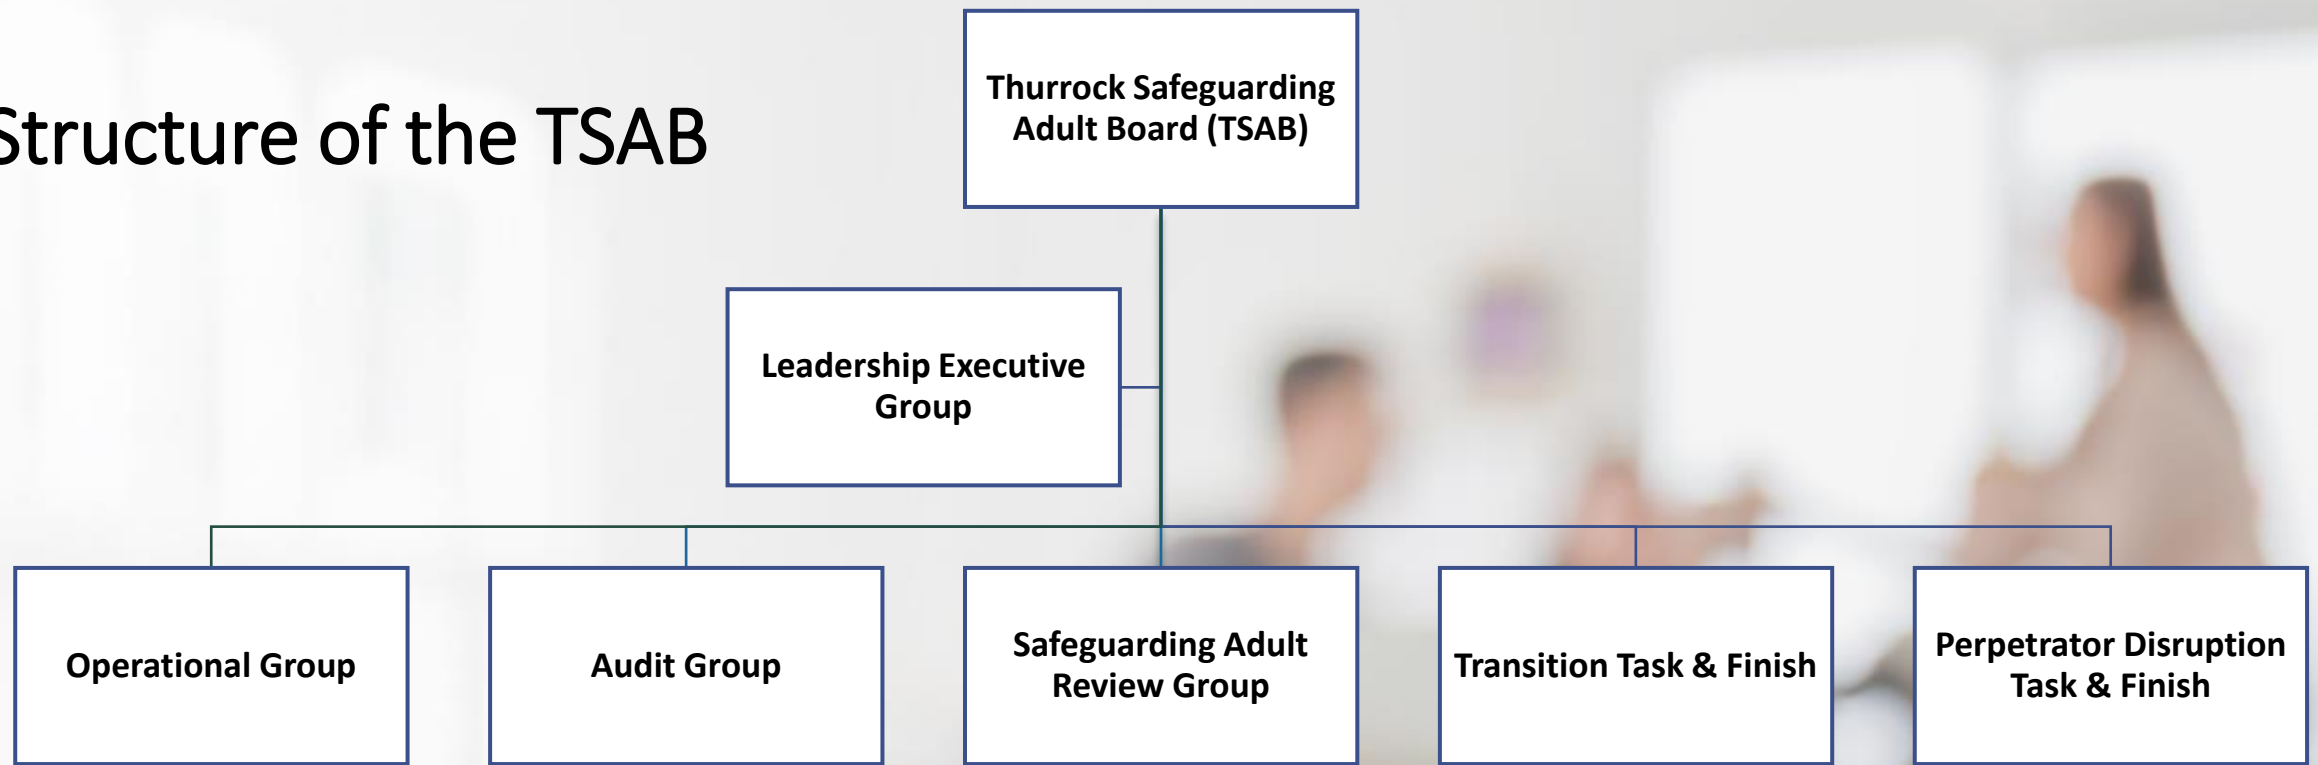 Structure of the TSAB
Thurrock Safeguarding
Adult Board (TSAB)
Leadership Executive
Group
Operational Group
Audit Group
Safeguarding Adult
Review Group
Transition Task & Finish
Perpetrator Disruption
Task & Finish